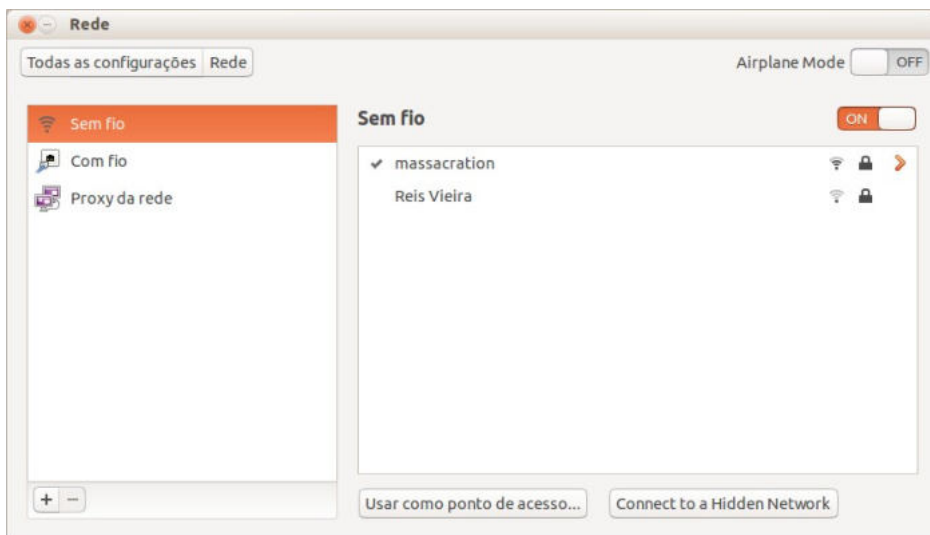 Rede
Todas as configurações Rede
Airplane Mode OFF
Sem fio
Com fio
Proxy da rede
Sem fio ON
massacration
Reis Vieira
+ −
Usar como ponto de acesso...
Connect to a Hidden Network